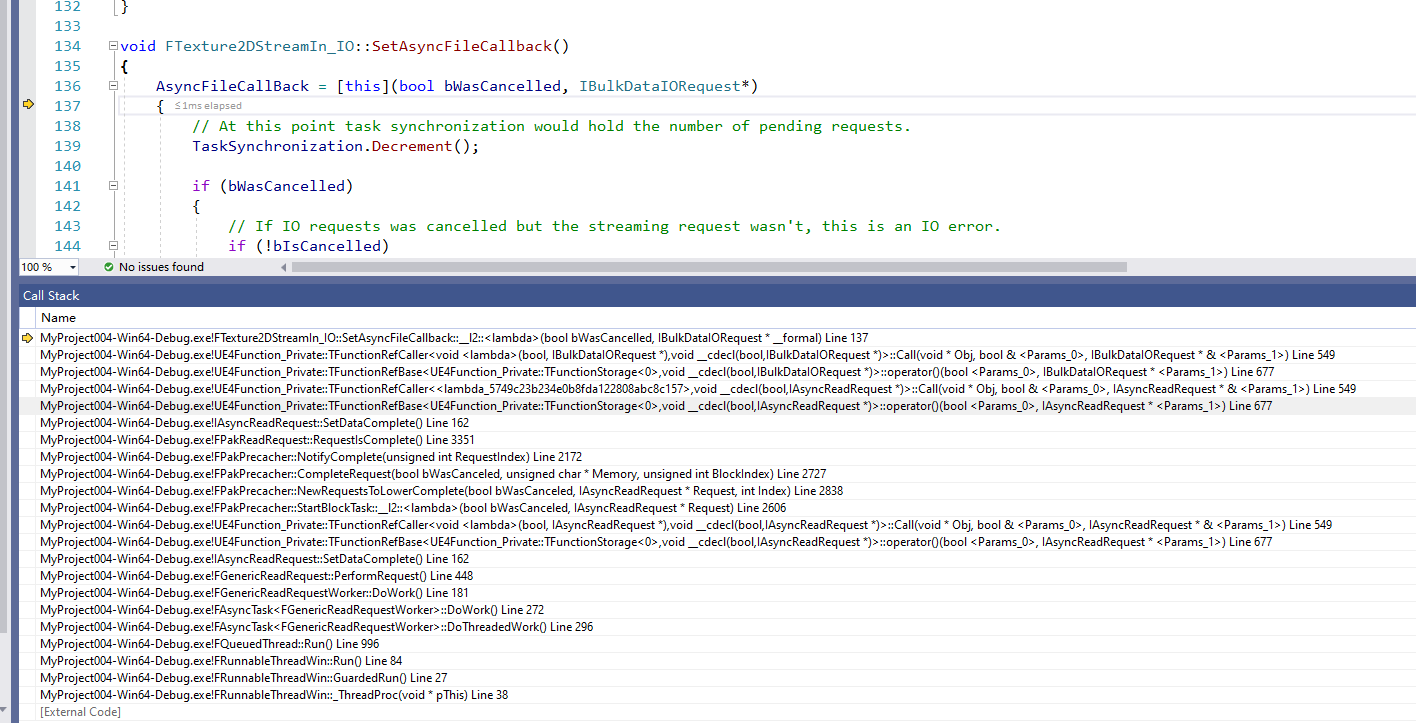 132 }
133
134 void FTexture2DStreamIn_IO::SetAsyncFileCallback()
135 {
136 AsyncFileCallBack = [this](bool bWasCancelled, IBulkDataIORequest*)
137 { ≤1ms elapsed
138 // At this point task synchronization would hold the number of pending requests.
139 TaskSynchronization.Decrement();
140
141 if (bWasCancelled)
142 {
143 // If IO requests was cancelled but the streaming request wasn't, this is an IO error.
144 if (!bIsCancelled)
100 % No issues found
Call Stack
Name
MyProject004-Win64-Debug.exe!FTexture2DStreamIn_IO::SetAsyncFileCallback::__l2::<lambda>(bool bWasCancelled, IBulkDataIORequest * __formal) Line 137
MyProject004-Win64-Debug.exe!UE4Function_Private::TFunctionRefCaller<void <lambda>(bool, IBulkDataIORequest *),void __cdecl(bool,IBulkDataIORequest *)>::Call(void * Obj, bool & <Params_0>, IBulkDataIORequest * & <Params_1>) Line 549
MyProject004-Win64-Debug.exe!UE4Function_Private::TFunctionRefBase<UE4Function_Private::TFunctionStorage<0>,void __cdecl(bool,IBulkDataIORequest *)>::operator()(bool <Params_0>, IBulkDataIORequest * <Params_1>) Line 677
MyProject004-Win64-Debug.exe!UE4Function_Private::TFunctionRefCaller<<lambda_5749c23b234e0b8fda122808abc8c157>,void __cdecl(bool,IAsyncReadRequest *)>::Call(void * Obj, bool & <Params_0>, IAsyncReadRequest * & <Params_1>) Line 549
MyProject004-Win64-Debug.exe!UE4Function_Private::TFunctionRefBase<UE4Function_Private::TFunctionStorage<0>,void __cdecl(bool,IAsyncReadRequest *)>::operator()(bool <Params_0>, IAsyncReadRequest * <Params_1>) Line 677
MyProject004-Win64-Debug.exe!IAsyncReadRequest::SetDataComplete() Line 162
MyProject004-Win64-Debug.exe!FPakReadRequest::RequestIsComplete() Line 3351
MyProject004-Win64-Debug.exe!FPakPrecacher::NotifyComplete(unsigned int RequestIndex) Line 2172
MyProject004-Win64-Debug.exe!FPakPrecacher::CompleteRequest(bool bWasCanceled, unsigned char * Memory, unsigned int BlockIndex) Line 2727
MyProject004-Win64-Debug.exe!FPakPrecacher::NewRequestsToLowerComplete(bool bWasCanceled, IAsyncReadRequest * Request, int Index) Line 2838
MyProject004-Win64-Debug.exe!FPakPrecacher::StartBlockTask::__l2::<lambda>(bool bWasCanceled, IAsyncReadRequest * Request) Line 2606
MyProject004-Win64-Debug.exe!UE4Function_Private::TFunctionRefCaller<void <lambda>(bool, IAsyncReadRequest *),void __cdecl(bool,IAsyncReadRequest *)>::Call(void * Obj, bool & <Params_0>, IAsyncReadRequest * & <Params_1>) Line 549
MyProject004-Win64-Debug.exe!UE4Function_Private::TFunctionRefBase<UE4Function_Private::TFunctionStorage<0>,void __cdecl(bool,IAsyncReadRequest *)>::operator()(bool <Params_0>, IAsyncReadRequest * <Params_1>) Line 677
MyProject004-Win64-Debug.exe!IAsyncReadRequest::SetDataComplete() Line 162
MyProject004-Win64-Debug.exe!FGenericReadRequest::PerformRequest() Line 448
MyProject004-Win64-Debug.exe!FGenericReadRequestWorker::DoWork() Line 181
MyProject004-Win64-Debug.exe!FAsyncTask<FGenericReadRequestWorker>::DoWork() Line 272
MyProject004-Win64-Debug.exe!FAsyncTask<FGenericReadRequestWorker>::DoThreadedWork() Line 296
MyProject004-Win64-Debug.exe!FQueuedThread::Run() Line 996
MyProject004-Win64-Debug.exe!FRunnableThreadWin::Run() Line 84
MyProject004-Win64-Debug.exe!FRunnableThreadWin::GuardedRun() Line 27
MyProject004-Win64-Debug.exe!FRunnableThreadWin::_ThreadProc(void * pThis) Line 38
[External Code]